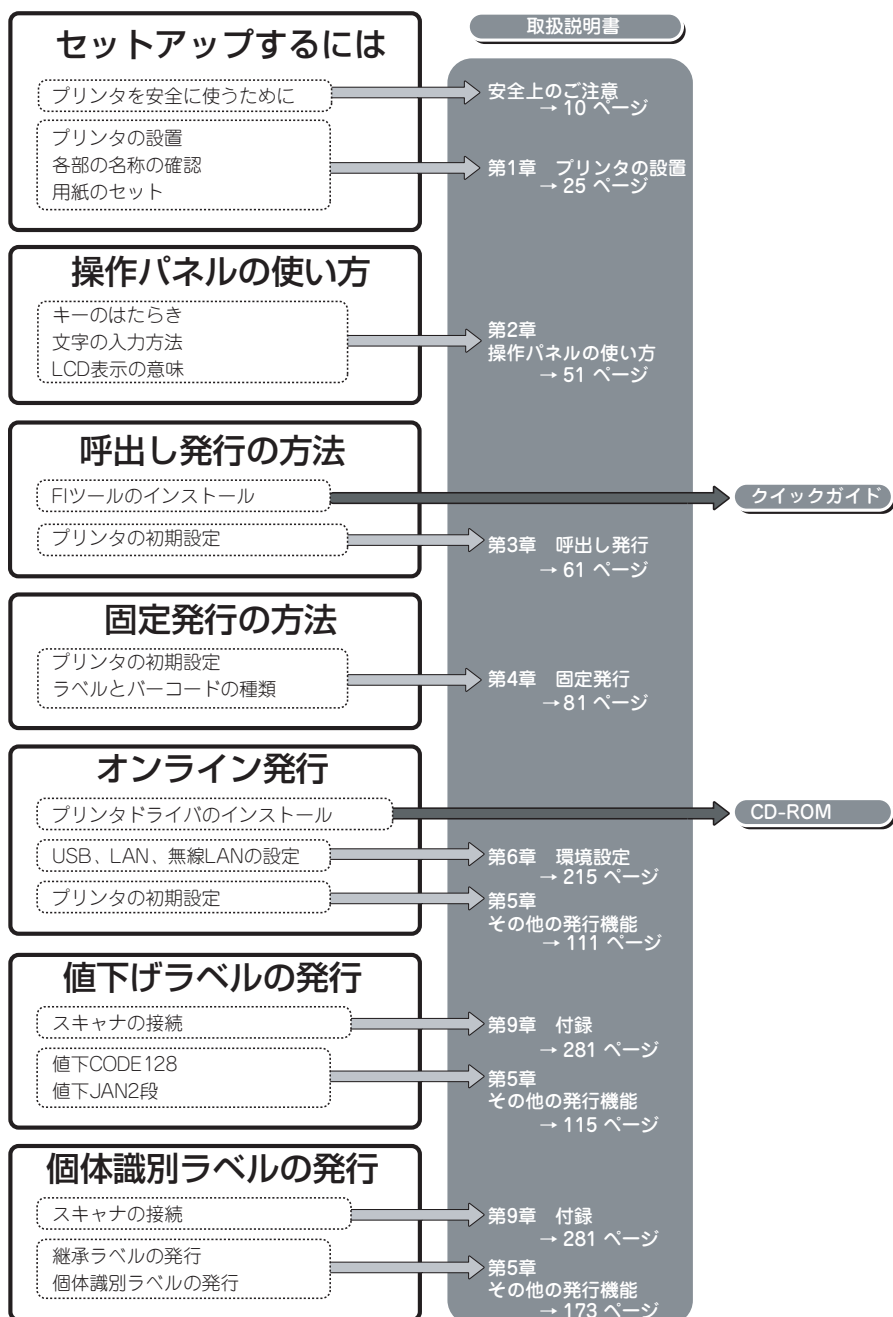 取扱説明書
セットアップするには
プリンタを安全に使うために
安全上のご注意
→ 10 ページ
プリンタの設置
各部の名称の確認
用紙のセット
第1章　プリンタの設置
→ 25 ページ
操作パネルの使い方
キーのはたらき
文字の入力方法
LCD表示の意味
第2章
操作パネルの使い方
→ 51 ページ
呼出し発行の方法
FIツールのインストール
クイックガイド
プリンタの初期設定
第3章　呼出し発行
→ 61 ページ
固定発行の方法
プリンタの初期設定
ラベルとバーコードの種類
第4章　固定発行
→81 ページ
オンライン発行
プリンタドライバのインストール
CD-ROM
USB、LAN、無線LANの設定
第6章　環境設定
→ 215 ページ
プリンタの初期設定
第5章
その他の発行機能
→ 111 ページ
値下げラベルの発行
スキャナの接続
第9章　付録
→ 281 ページ
値下CODE128
値下JAN2段
第5章
その他の発行機能
→ 115 ページ
個体識別ラベルの発行
スキャナの接続
第9章　付録
→ 281 ページ
継承ラベルの発行
個体識別ラベルの発行
第5章
その他の発行機能
→ 173 ページ